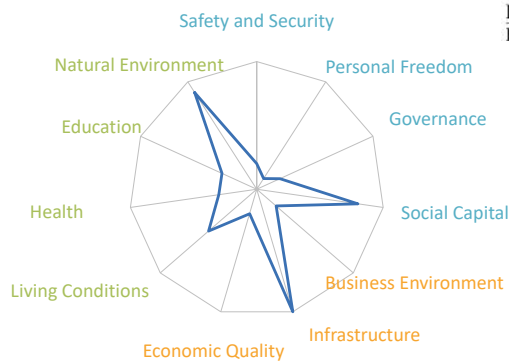 Safety and Security
Natural Environment
Personal Freedom
Education
Governance
Health
Social Capital
Living Conditions
Business Environment
Infrastructure
Economic Quality